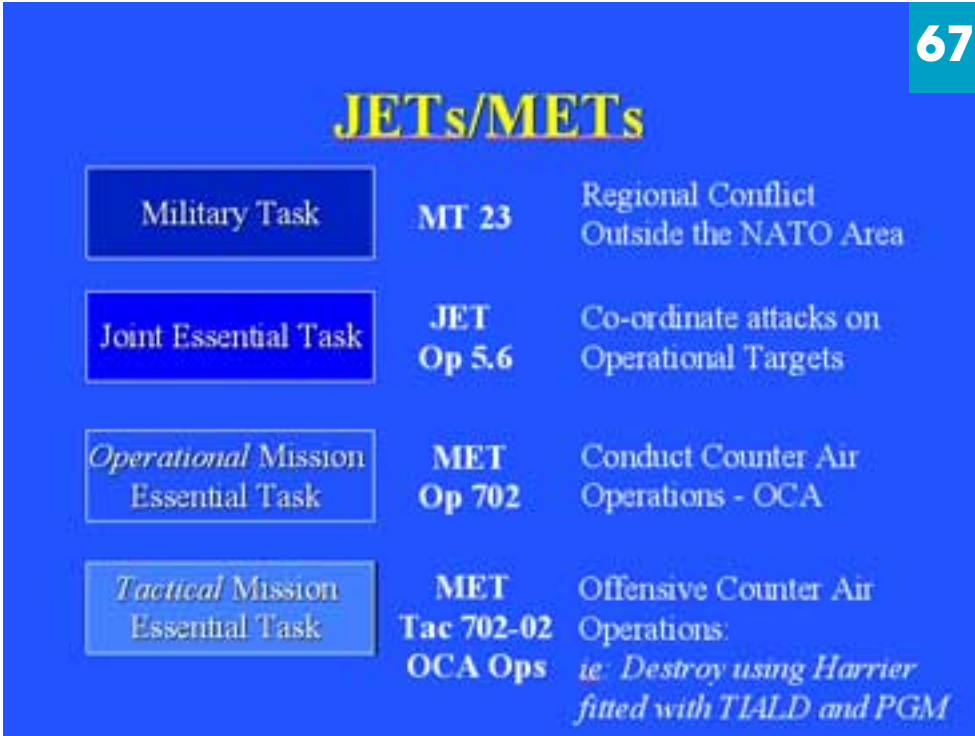 67
JETs/METs
Military Task
MT 23
Regional Conflict
Outside the NATO Area
Joint Essential Task
JET
Op 5.6
Co-ordinate attacks on
Operational Targets
Operational Mission
Essential Task
MET
Op 702
Conduct Counter Air
Operations - OCA
Tactical Mission
Essential Task
MET
Tac 702-02
OCA Ops
Offensive Counter Air
Operations:
ie: Destroy using Harrier
fitted with TIALD and PGM